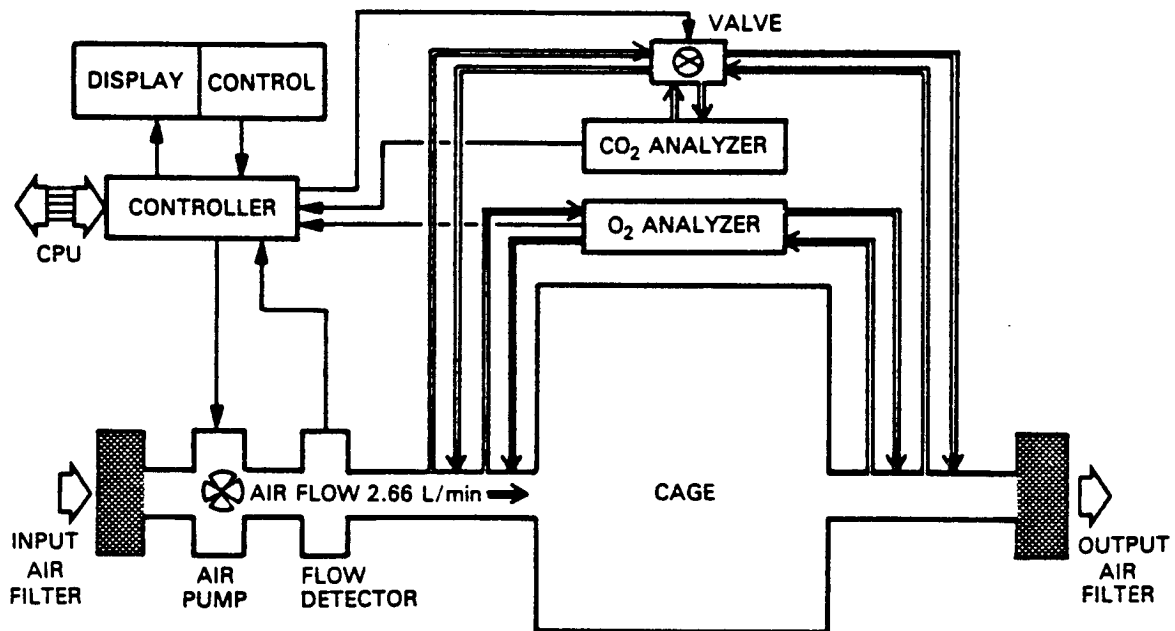 VALVE
DISPLAY
CONTROL
CO₂ ANALYZER
CONTROLLER
O₂ ANALYZER
CPU
AIR FLOW 2.66 L/min
CAGE
INPUT
AIR
FILTER
AIR
PUMP
FLOW
DETECTOR
OUTPUT
AIR
FILTER